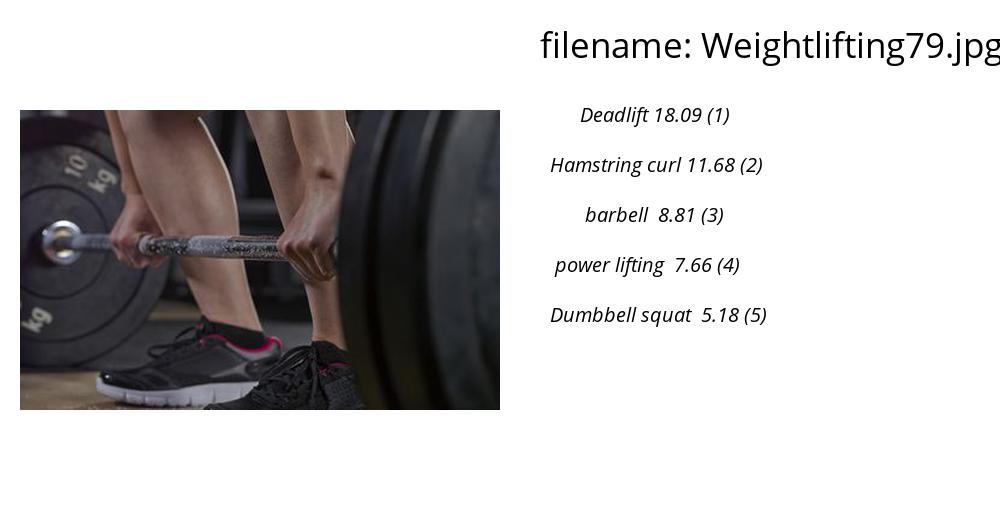 filename: Weightlifting79.jpg
Deadlift 18.09 (1)
Hamstring curl 11.68 (2)
barbell 8.81 (3)
power lifting 7.66 (4)
Dumbbell squat 5.18 (5)
10
kg
kg